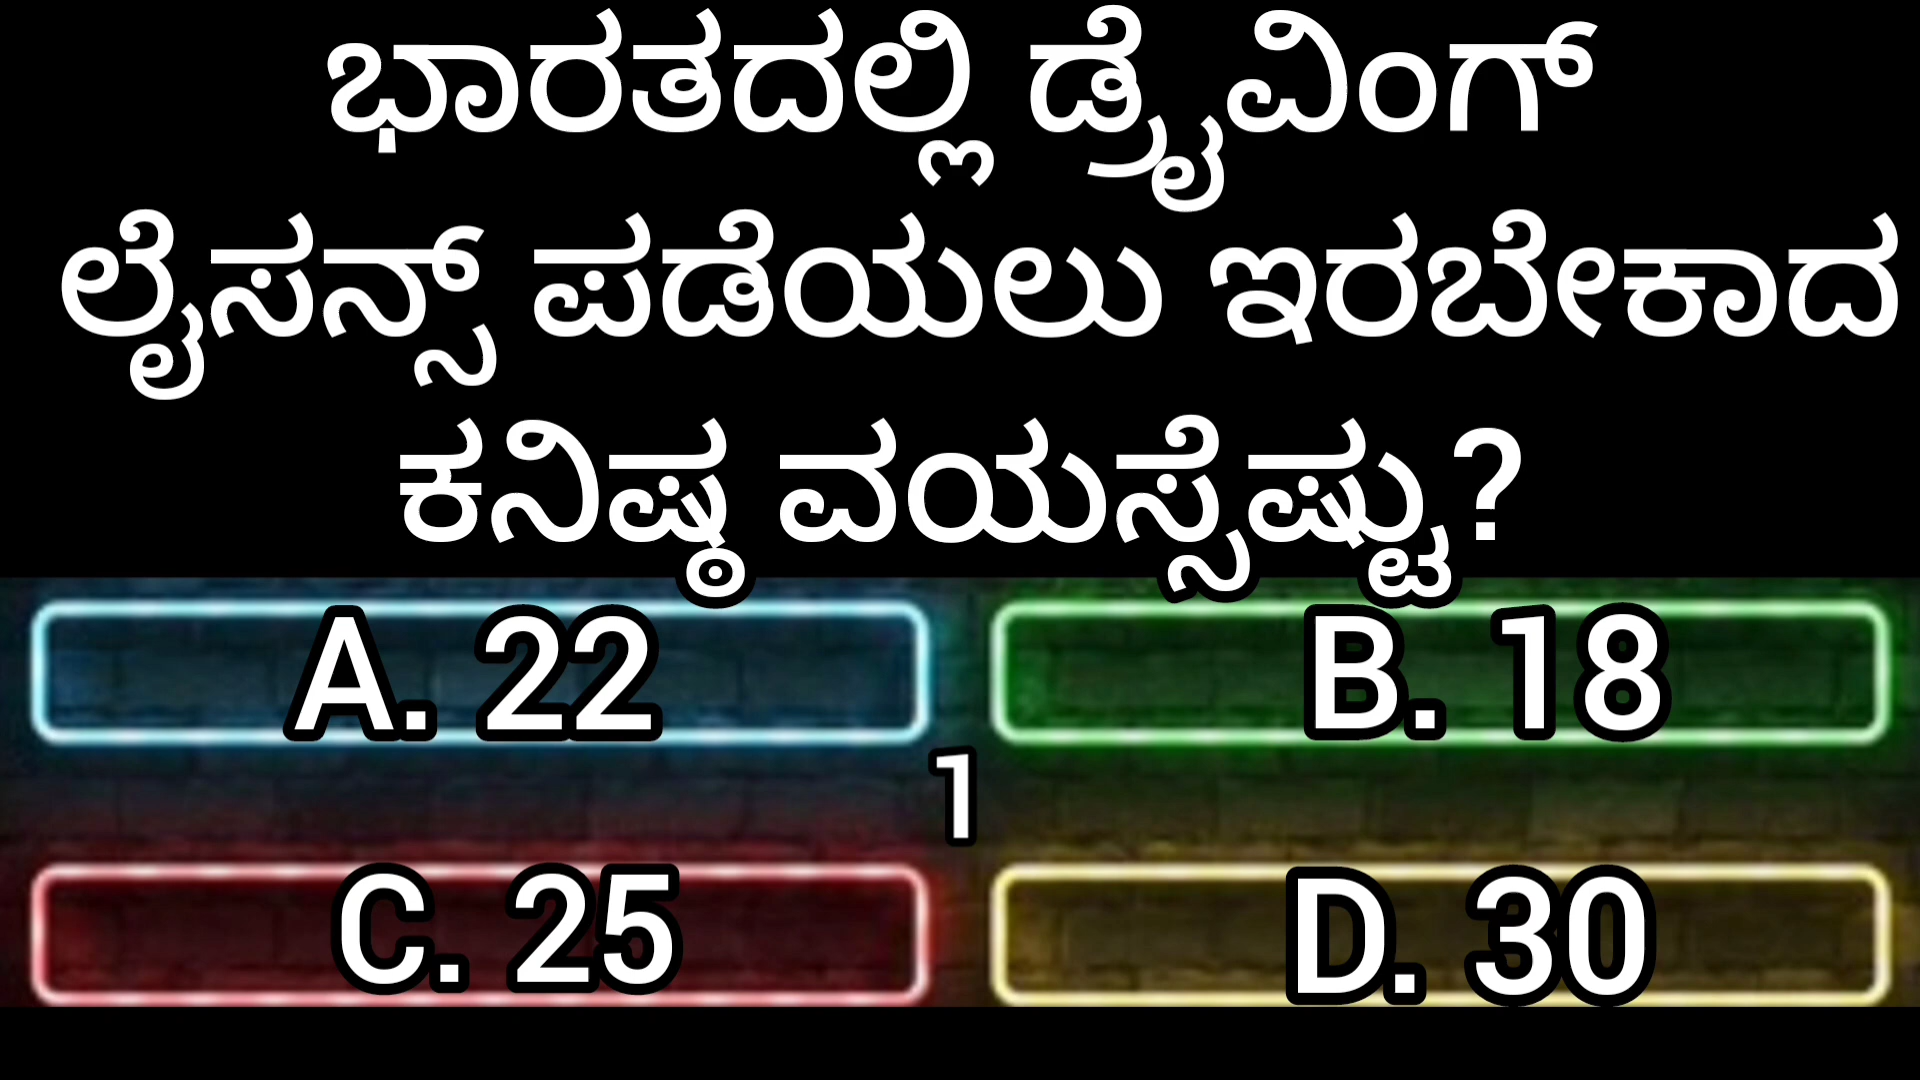 ಭಾರತದಲ್ಲಿ ಡ್ರೈವಿಂಗ್
ಲೈಸನ್ಸ್ ಪಡೆಯಲು ಇರಬೇಕಾದ
ಕನಿಷ್ಠ ವಯಸ್ಸೆಷ್ಟು?
A. 22
B. 18
1
C. 25
D. 30